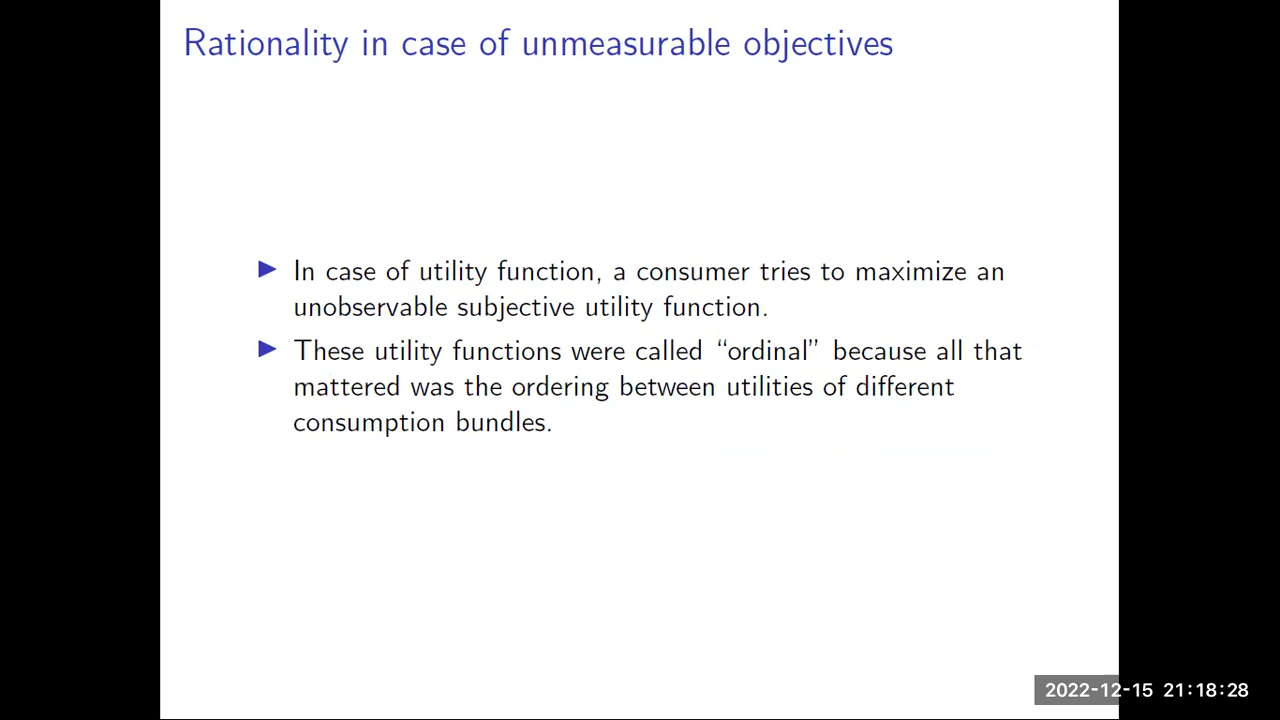 Rationality in case of unmeasurable objectives
▶ In case of utility function, a consumer tries to maximize an
unobservable subjective utility function.
▶ These utility functions were called “ordinal” because all that
mattered was the ordering between utilities of different
consumption bundles.
2022-12-15 21:18:28